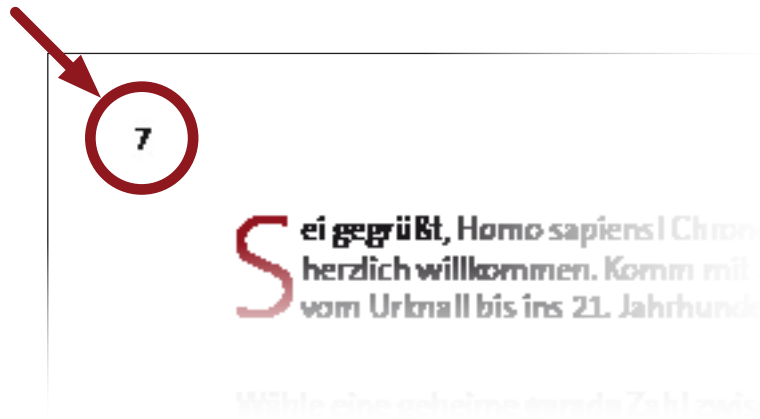 7
Sei gegrüßt, Homo sapiens! Chron
herzlich willkommen. Komm mit
vom Urknall bis ins 21. Jahrhunde
Wähle eine geheime gerade Zahl zwis